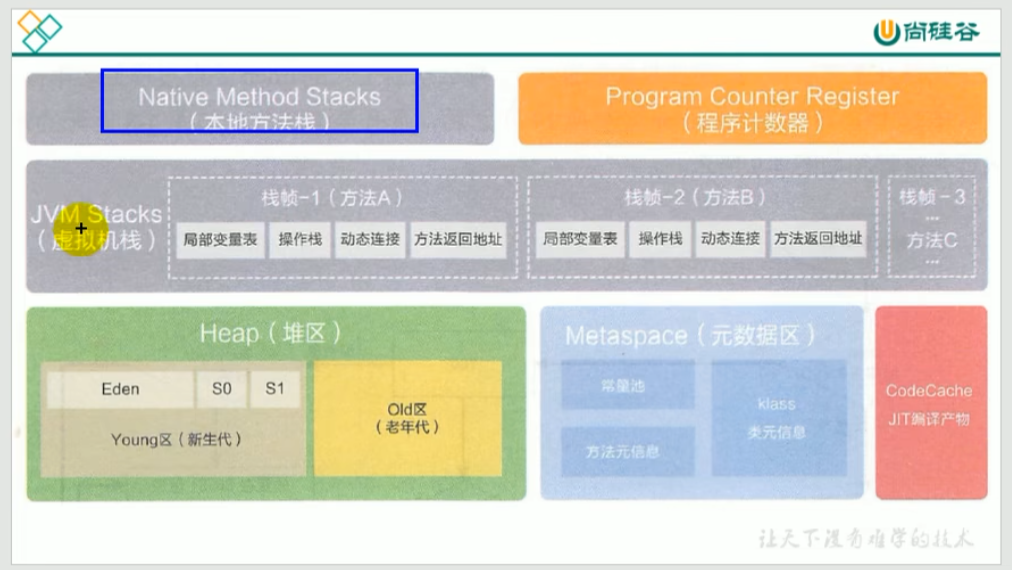 尚硅谷
Native Method Stacks
（本地方法栈）
Program Counter Register
（程序计数器）
JVM Stacks
（虚拟机栈）
栈帧-1（方法A）
局部变量表 操作栈 动态连接 方法返回地址
栈帧-2（方法B）
局部变量表 操作栈 动态连接 方法返回地址
栈帧-3
...
方法C
...
Heap（堆区）
Eden S0 S1
Young区（新生代）
Old区
（老年代）
Metaspace（元数据区）
常量池
方法元信息
klass
类元信息
CodeCache
JIT编译产物
让天下没有难学的技术